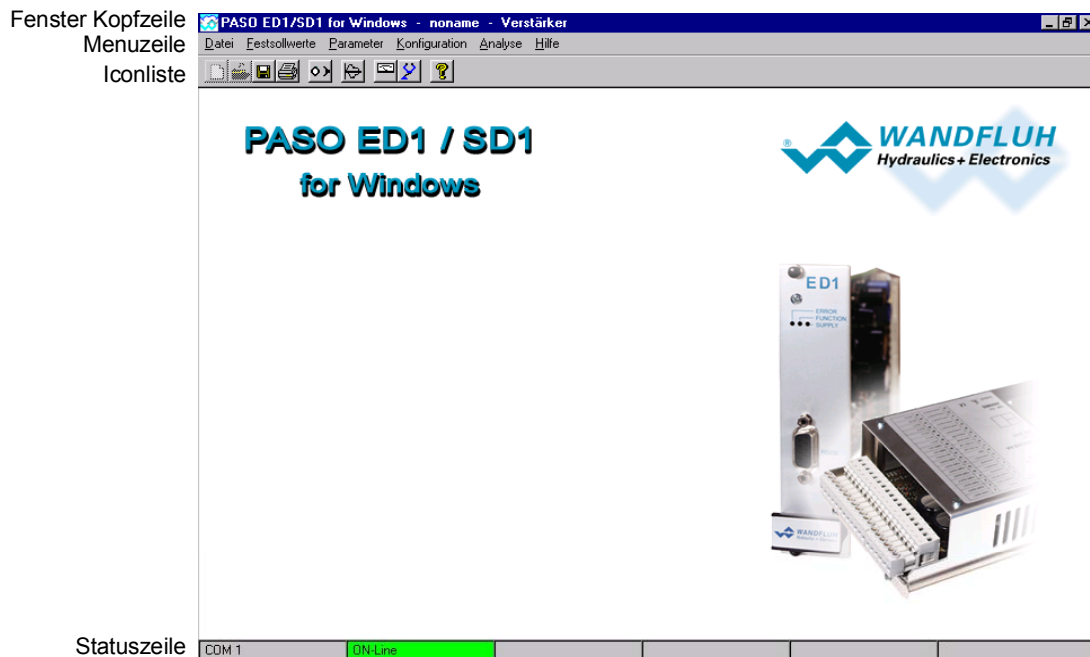 Fenster Kopfzeile
PASO ED1/SD1 for Windows - noname - Verstärker
Menuzeile
Datei Festsollwerte Parameter Konfiguration Analyse Hilfe
Iconliste
PASO ED1 / SD1
for Windows
® WANDFLUH
Hydraulics + Electronics
ED1
ERROR
FUNCTION
SUPPLY
WANDFLUH
Statuszeile
COM 1
ON-Line